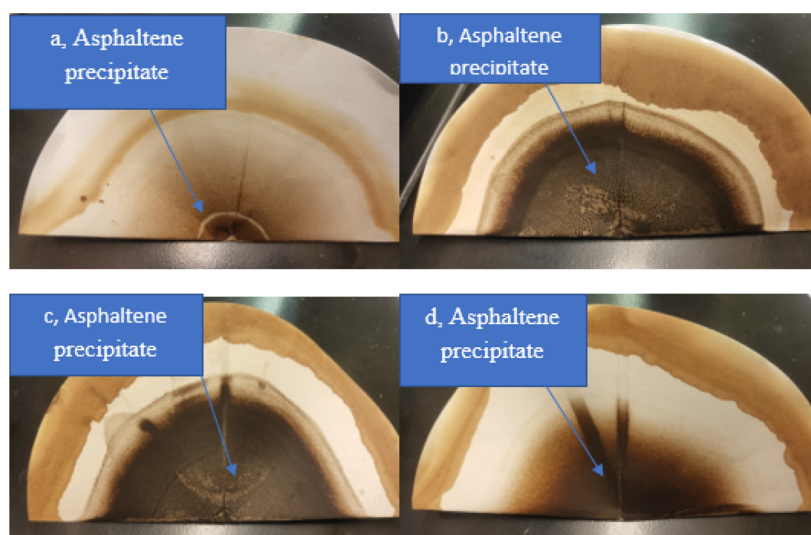 a, Asphaltene
precipitate
b, Asphaltene
precipitate
c, Asphaltene
precipitate
d, Asphaltene
precipitate